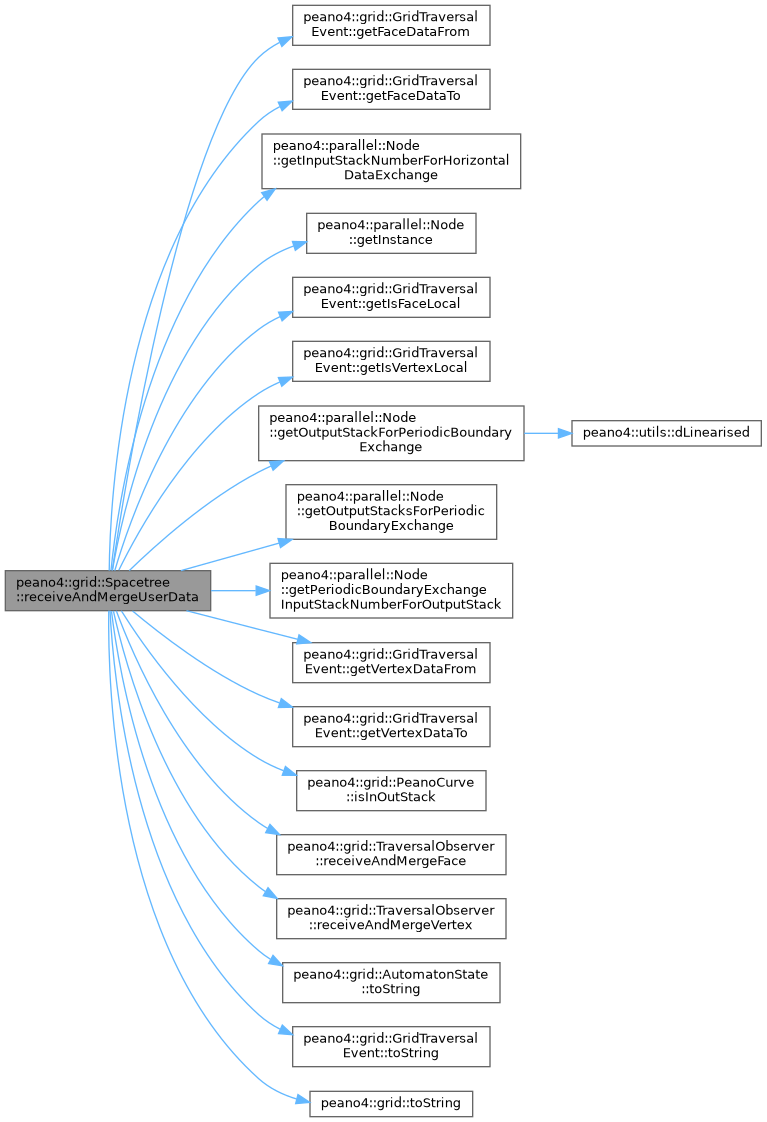 peano4::grid::GridTraversal
Event::getFaceDataFrom
peano4::grid::GridTraversal
Event::getFaceDataTo
peano4::parallel::Node
::getInputStackNumberForHorizontal
DataExchange
peano4::parallel::Node
::getInstance
peano4::grid::GridTraversal
Event::getIsFaceLocal
peano4::grid::GridTraversal
Event::getIsVertexLocal
peano4::parallel::Node
::getOutputStackForPeriodicBoundary
Exchange
peano4::utils::dLinearised
peano4::parallel::Node
::getOutputStacksForPeriodic
BoundaryExchange
peano4::grid::Spacetree
::receiveAndMergeUserData
peano4::parallel::Node
::getPeriodicBoundaryExchange
InputStackNumberForOutputStack
peano4::grid::GridTraversal
Event::getVertexDataFrom
peano4::grid::GridTraversal
Event::getVertexDataTo
peano4::grid::PeanoCurve
::isInOutStack
peano4::grid::TraversalObserver
::receiveAndMergeFace
peano4::grid::TraversalObserver
::receiveAndMergeVertex
peano4::grid::AutomatonState
::toString
peano4::grid::GridTraversal
Event::toString
peano4::grid::toString